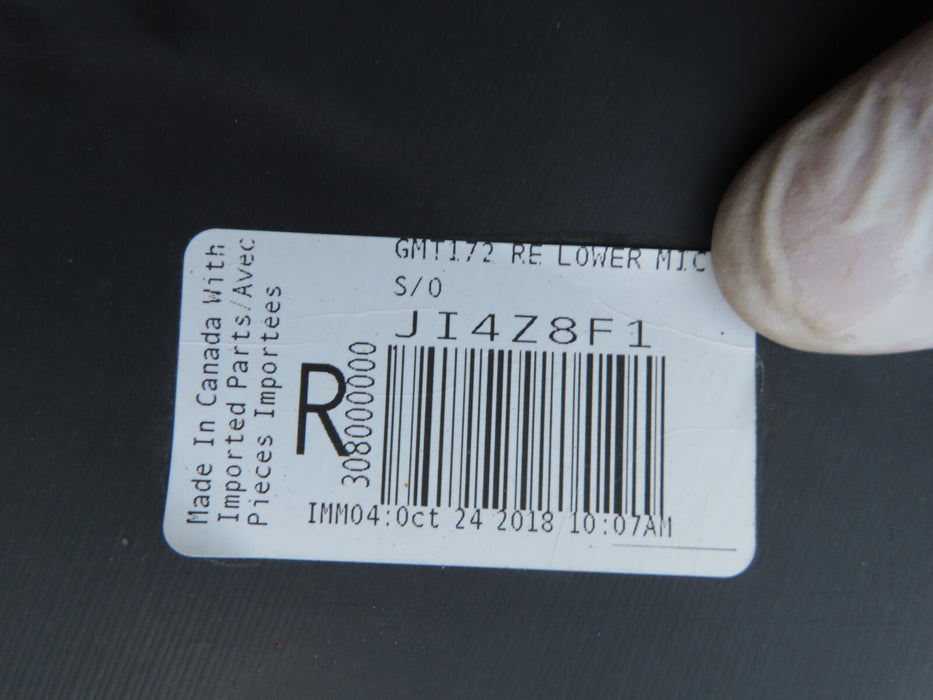 GMT172 RE LOWER MIC
S/O
JI4Z8F1
R
308000000
IMM04:Oct 24 2018 10:07AM
Made In Canada With
Imported Parts/Avec
Pieces Importées